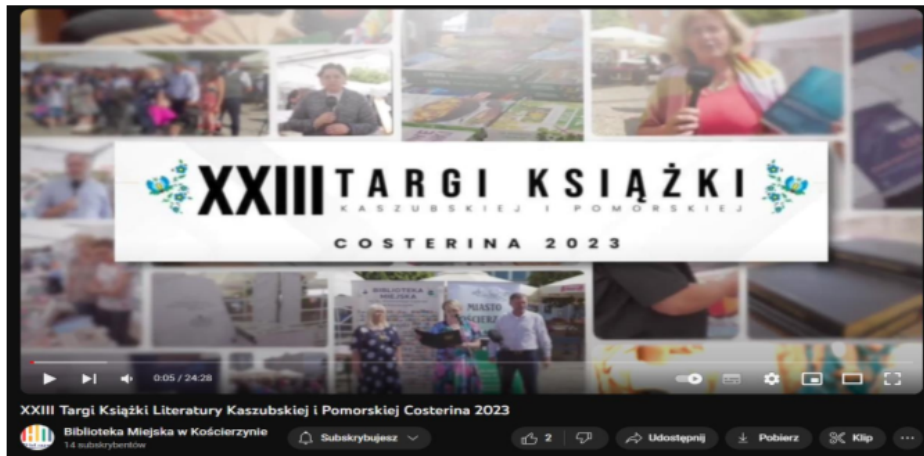 XXIII TARGI KSIĄŻKI
KASZUBSKIEJ I POMORSKIEJ
COSTERINA 2023
BIBLIOTEKA
MIEJSKA
MIASTO
0:05 / 24:28
XXIII Targi Książki Literatury Kaszubskiej i Pomorskiej Costerina 2023
Biblioteka Miejska w Kościerzynie
14 subskrybentów
Subskrybujesz
2
Udostępnij
Pobierz
Klip